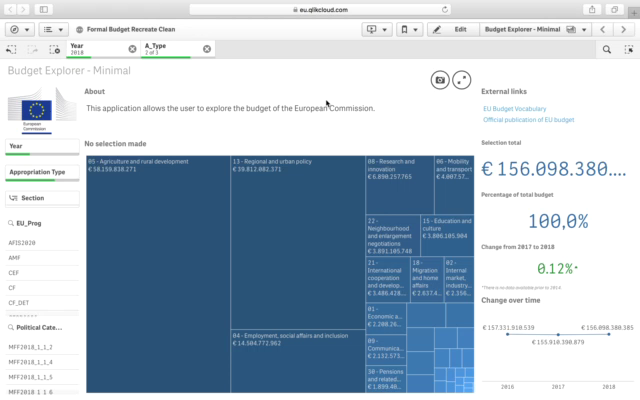 eu.qlikcloud.com
Formal Budget Recreate Clean
Edit
Budget Explorer - Minimal
Year
2018
A_Type
2 of 3
Budget Explorer - Minimal
European
Commission
Year
Appropriation Type
Section
EU_Prog
AFIS2020
AMF
CEF
CF
CF_DET
Political Cate...
MFF2018_1_1_2
MFF2018_1_1_4
MFF2018_1_1_5
MFF2018_1_1_6
About
This application allows the user to explore the budget of the European Commission.
No selection made
05 - Agriculture and rural development
€ 58.159.838.271
13 - Regional and urban policy
€ 39.812.082.371
04 - Employment, social affairs and inclusion
€ 14.504.772.962
08 - Research and
innovation
€ 6.890.257.765
06 - Mobility
and transport
€ 4.007.57...
22 -
Neighbourhood
and enlargement
negotiations
€ 3.891.105.748
15 - Education and
culture
€ 3.806.105.904
21 -
International
cooperation
and develop...
€ 3.486.428...
18 -
Migration and
home affairs
€ 2.637.4...
02 -
Internal
market,
industry...
€ 2.356...
01 -
Economic a...
€ 2.208.26...
09 -
Communica...
€ 2.132.573...
30 - Pensions
and related...
€ 1.899.40...
External links
EU Budget Vocabulary
Official publication of EU budget
Selection total
€ 156.098.380....
Percentage of total budget
100,0%
Change from 2017 to 2018
0.12%*
*There is no data available prior to 2014
Change over time
€ 157.331.910.539
€ 155.910.390.879
€ 156.098.380.385
2016
2017
2018